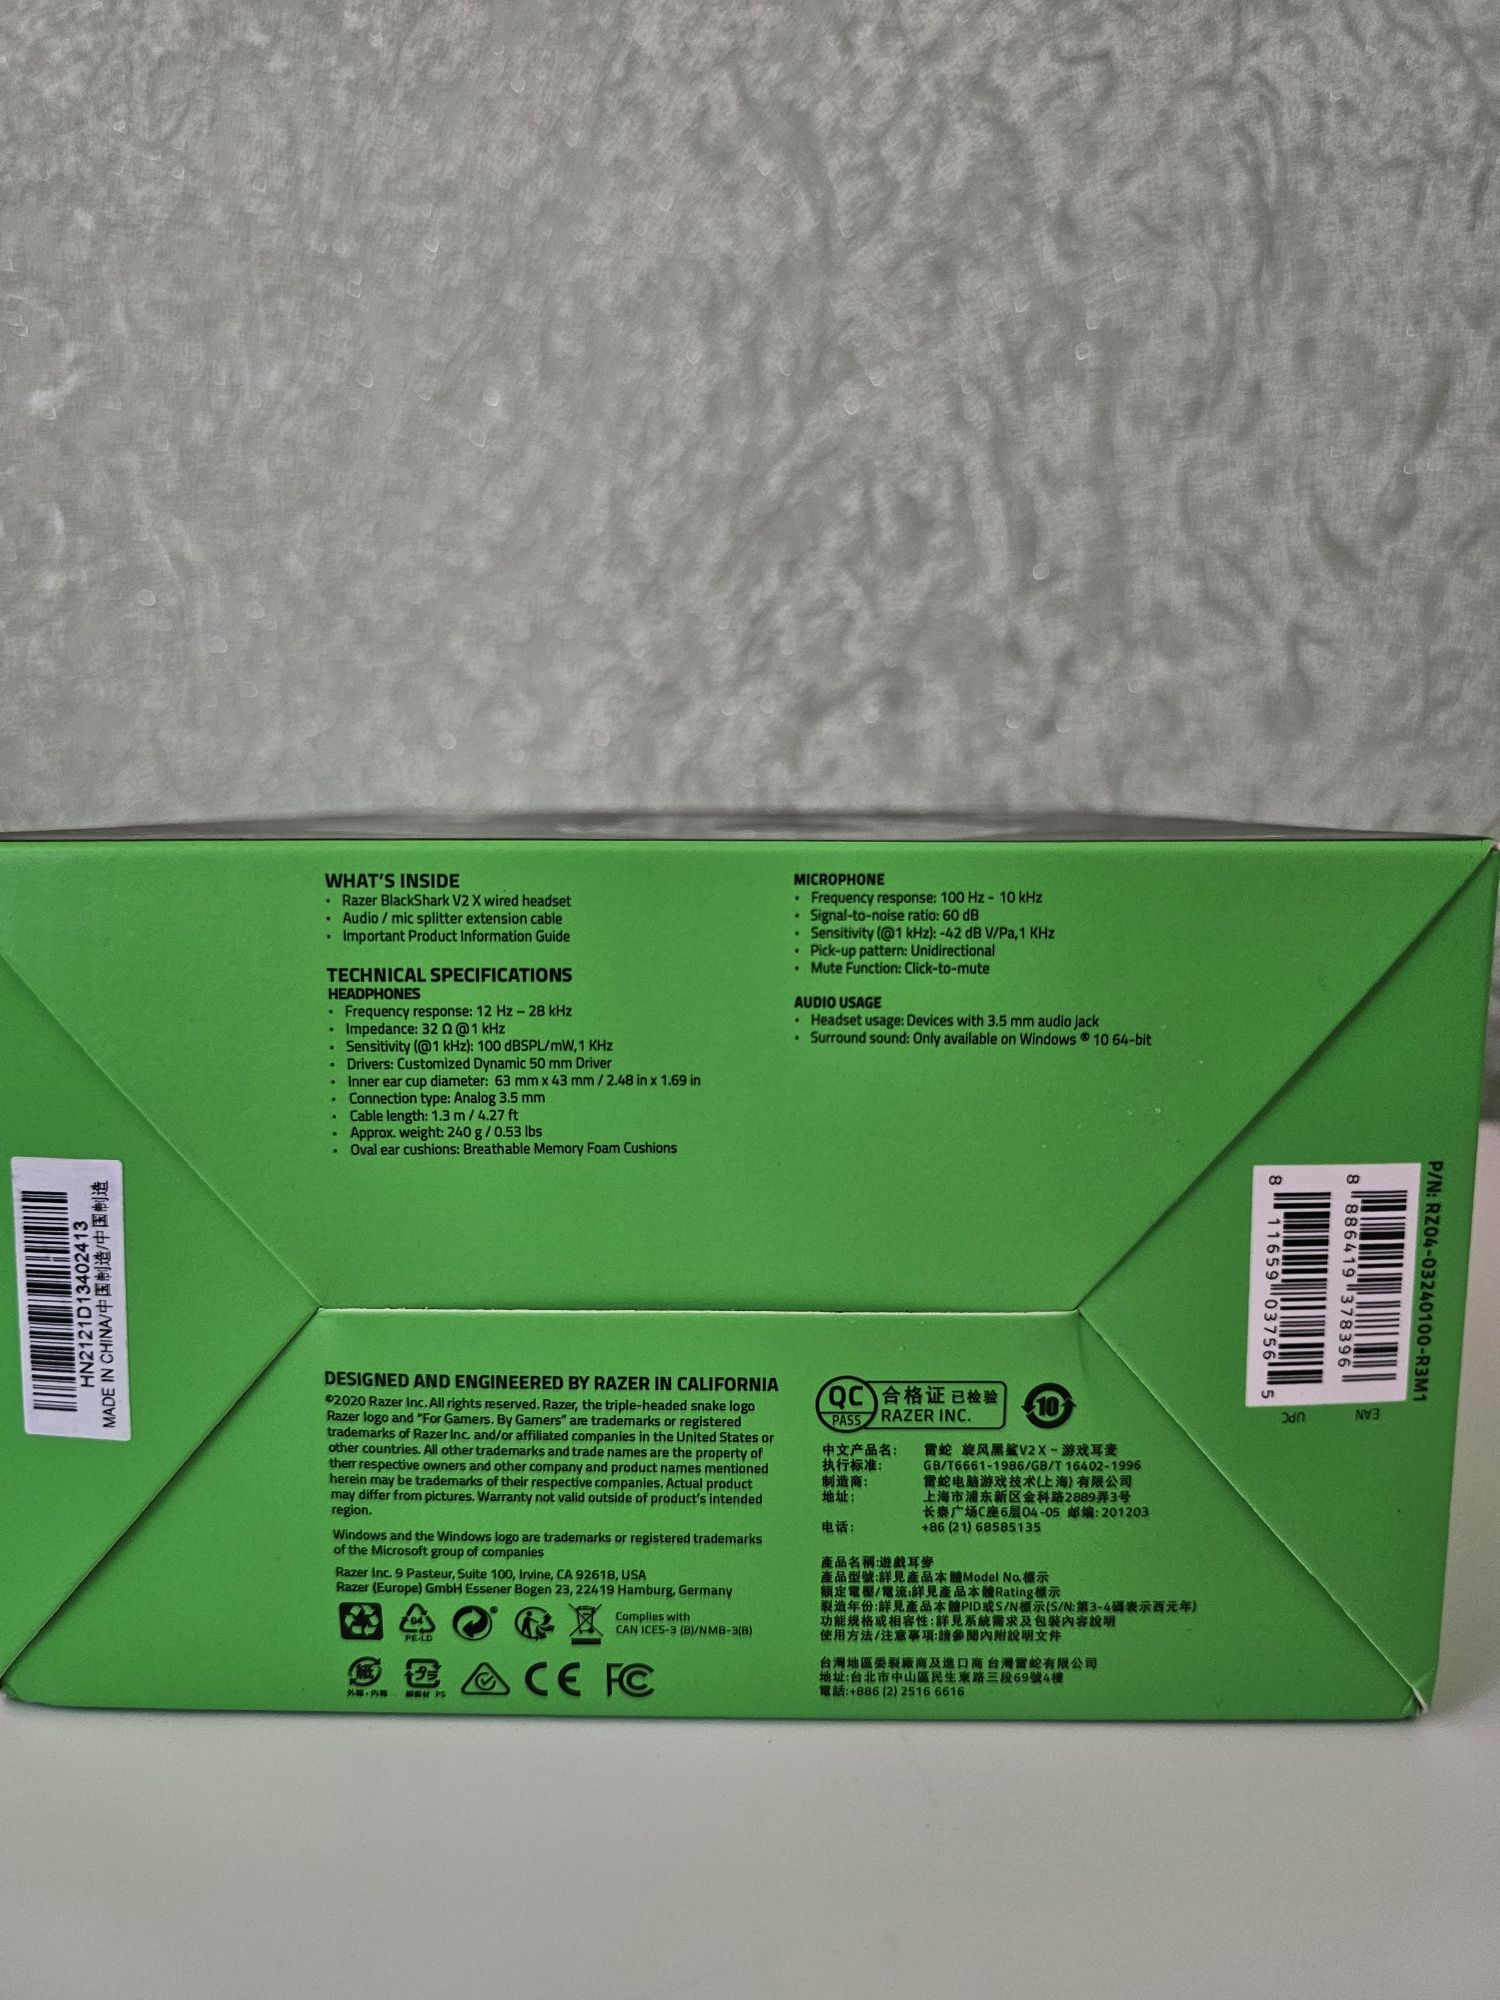 WHAT'S INSIDE
• Razer BlackShark V2 X wired headset
• Audio / mic splitter extension cable
• Important Product Information Guide
TECHNICAL SPECIFICATIONS
HEADPHONES
• Frequency response: 12 Hz – 28 kHz
• Impedance: 32 Ω @1 kHz
• Sensitivity (@1 kHz): 100 dBSPL/mW,1 KHz
• Drivers: Customized Dynamic 50 mm Driver
• Inner ear cup diameter: 63 mm x 43 mm / 2.48 in x 1.69 in
• Connection type: Analog 3.5 mm
• Cable length: 1.3 m / 4.27 ft
• Approx. weight: 240 g / 0.53 lbs
• Oval ear cushions: Breathable Memory Foam Cushions
MICROPHONE
• Frequency response: 100 Hz - 10 kHz
• Signal-to-noise ratio: 60 dB
• Sensitivity (@1 kHz): -42 dB V/Pa,1 KHz
• Pick-up pattern: Unidirectional
• Mute Function: Click-to-mute
AUDIO USAGE
• Headset usage: Devices with 3.5 mm audio jack
• Surround sound: Only available on Windows ® 10 64-bit
HN2121D13402413
MADE IN CHINA/中国制造/中国制造
P/N: RZ04-03240100-R3M1
8 886419 378396
EAN
8 11659 03756 5
UPC
DESIGNED AND ENGINEERED BY RAZER IN CALIFORNIA
©2020 Razer Inc. All rights reserved. Razer, the triple-headed snake logo
Razer logo and "For Gamers. By Gamers" are trademarks or registered
trademarks of Razer Inc. and/or affiliated companies in the United States or
other countries. All other trademarks and trade names are the property of
therr respective owners and other company and product names mentioned
herein may be trademarks of their respective companies. Actual product
may differ from pictures. Warranty not valid outside of product's intended
region.
Windows and the Windows logo are trademarks or registered trademarks
of the Microsoft group of companies
Razer Inc. 9 Pasteur, Suite 100, Irvine, CA 92618, USA
Razer (Europe) GmbH Essener Bogen 23, 22419 Hamburg, Germany
04
PE-LD
Complies with
CAN ICES-3 (B)/NMB-3(B)
紙
外箱・内箱
プラ
緩衝材 PS
CE
FC
QC
PASS
合格证 已检验
RAZER INC.
10
中文产品名: 雷蛇 旋风黑鲨V2 X – 游戏耳麦
执行标准: GB/T6661-1986/GB/T 16402-1996
制造商: 雷蛇电脑游戏技术(上海) 有限公司
地址: 上海市浦东新区金科路2889弄3号
长泰广场C座6层04-05 邮编: 201203
电话: +86 (21) 68585135
產品名稱:遊戲耳麥
產品型號:詳見產品本體Model No.標示
額定電壓/電流:詳見產品本體Rating標示
製造年份:詳見產品本體PID或S/N標示(S/N:第3-4碼表示西元年)
功能規格或相容性:詳見系統需求及包裝內容說明
使用方法/注意事項:請參閱內附說明文件
台灣地區委製廠商及進口商 台灣雷蛇有限公司
地址:台北市中山區民生東路三段69號4樓
電話:+886 (2) 2516 6616